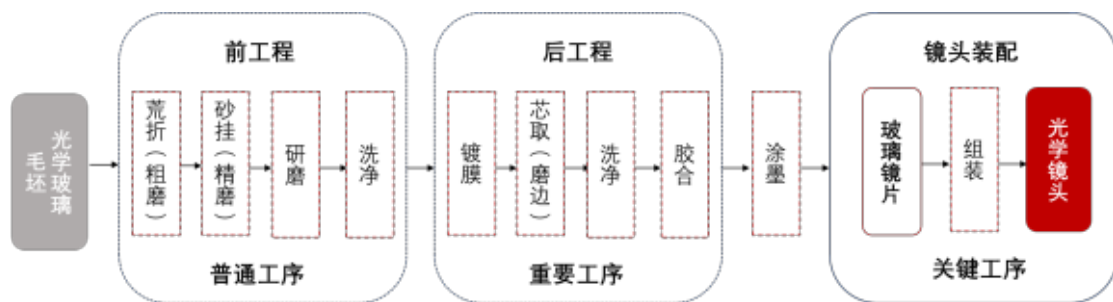 光学玻璃
毛坯
前工程
荒折（粗磨）
砂挂（精磨）
研磨
洗净
普通工序
后工程
镀膜
芯取（磨边）
洗净
胶合
重要工序
涂墨
镜头装配
玻璃镜片
组装
光学镜头
关键工序